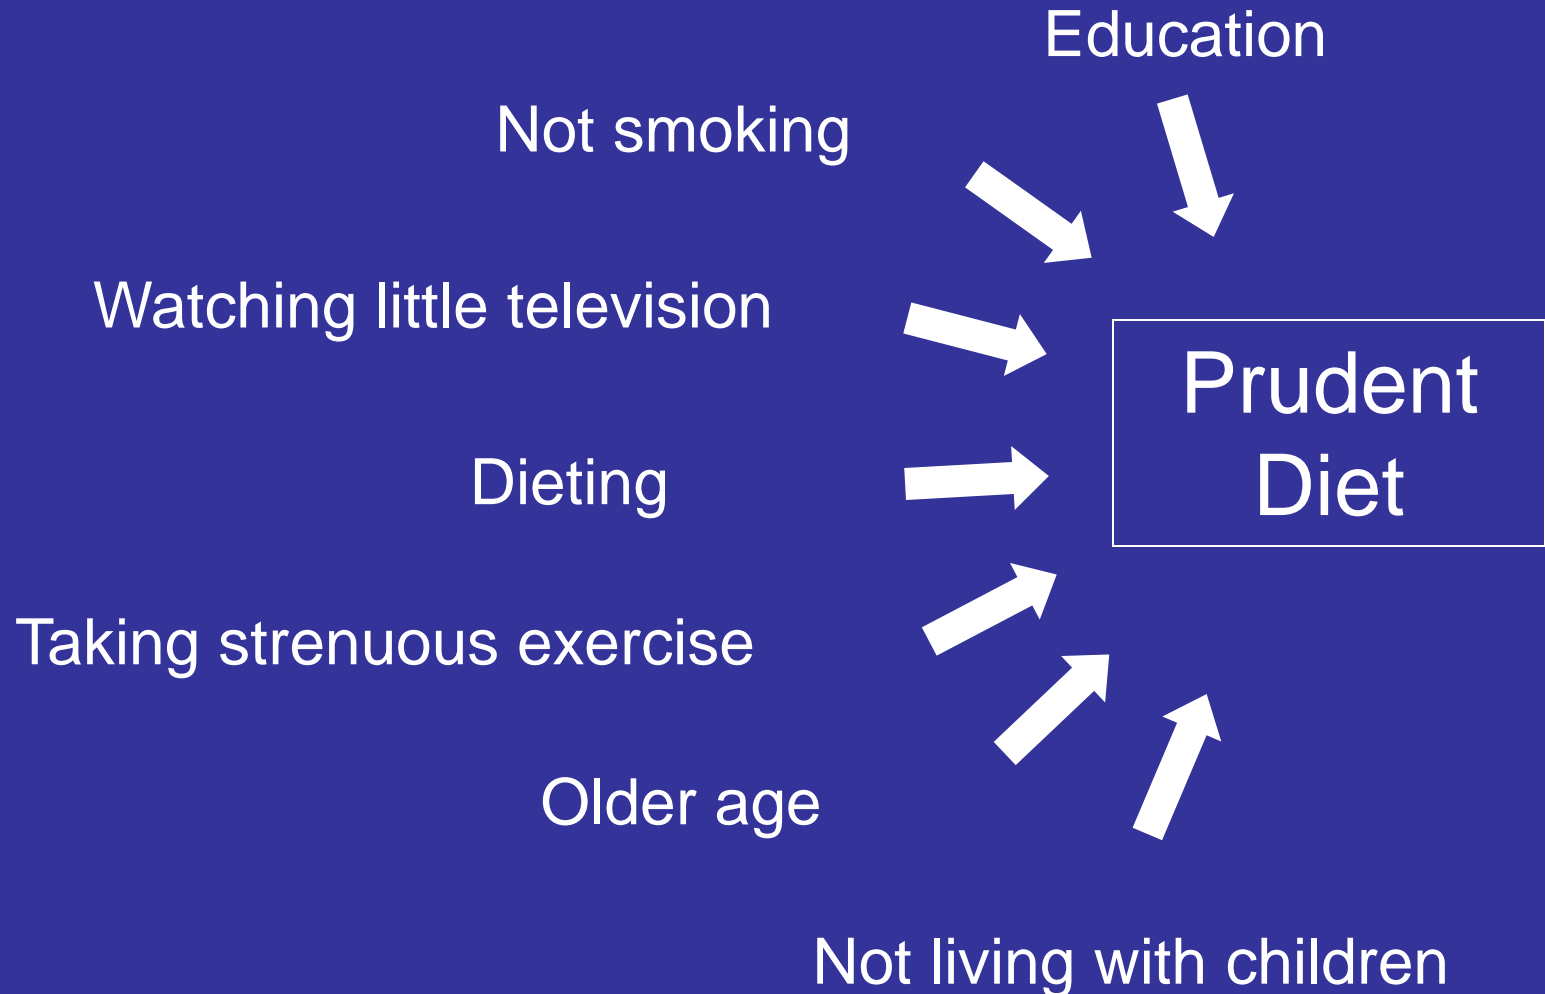 Education
Not smoking
Watching little television
Prudent
Diet
Dieting
Taking strenuous exercise
Older age
Not living with children